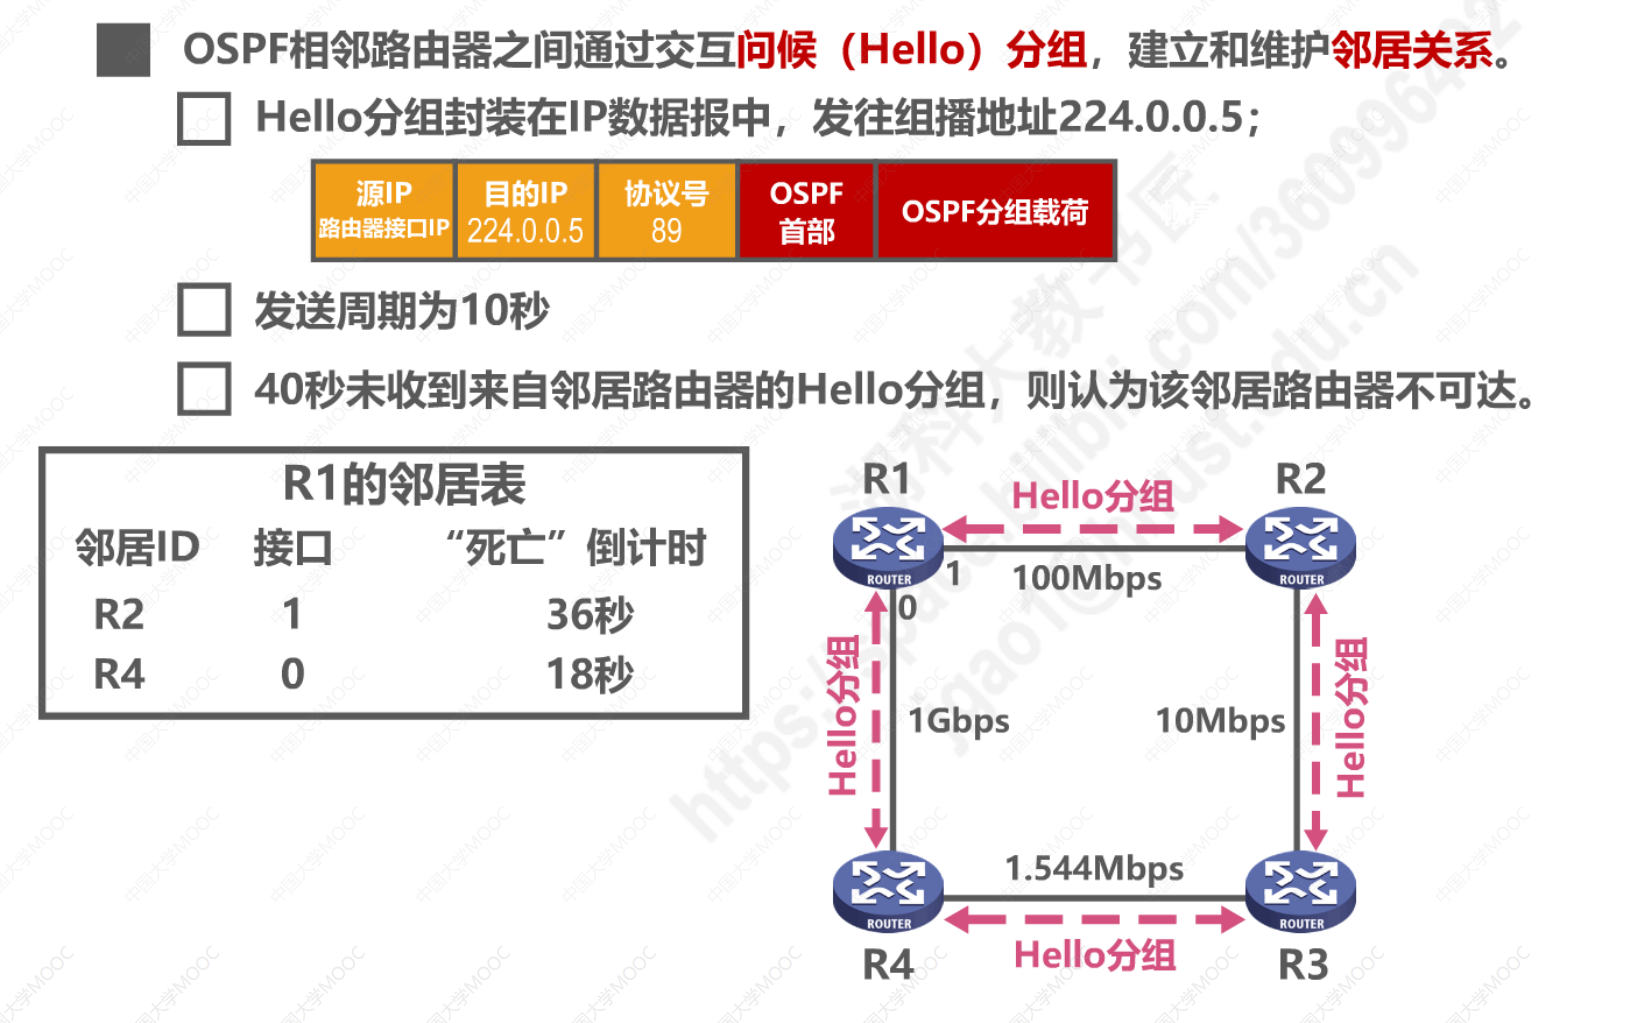 OSPF相邻路由器之间通过交互问候（Hello）分组，建立和维护邻居关系。
Hello分组封装在IP数据报中，发往组播地址224.0.0.5；
源IP 目的IP 协议号 OSPF OSPF分组载荷
路由器接口IP 224.0.0.5 89 首部
发送周期为10秒
40秒未收到来自邻居路由器的Hello分组，则认为该邻居路由器不可达。
R1的邻居表
邻居ID 接口 “死亡”倒计时
R2 1 36秒
R4 0 18秒
R1 Hello分组 R2
ROUTER 1 100Mbps ROUTER
0
Hello分组 1Gbps 10Mbps Hello分组
1.544Mbps
ROUTER ROUTER
R4 Hello分组 R3
中国大学MOOC
湖科大教书匠
https://space.bilibili.com/360996402
jgao1@hnust.edu.cn